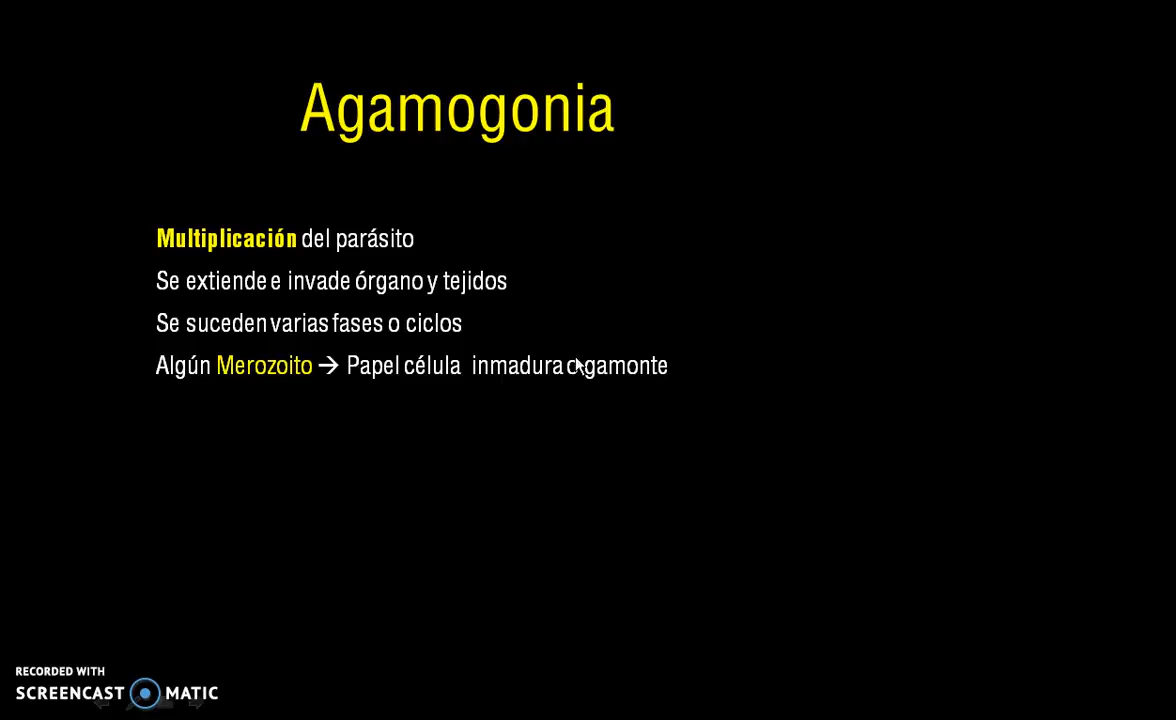 Agamogonia
Multiplicación del parásito
Se extiende e invade órgano y tejidos
Se suceden varias fases o ciclos
Algún Merozoito → Papel célula inmadura o gamonte
RECORDED WITH
SCREENCAST MATIC